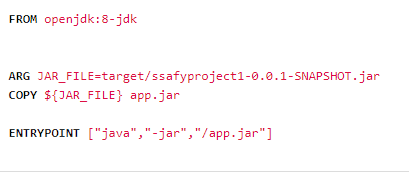 FROM openjdk:8-jdk
ARG JAR_FILE=target/ssafyproject1-0.0.1-SNAPSHOT.jar
COPY ${JAR_FILE} app.jar
ENTRYPOINT ["java","-jar","/app.jar"]